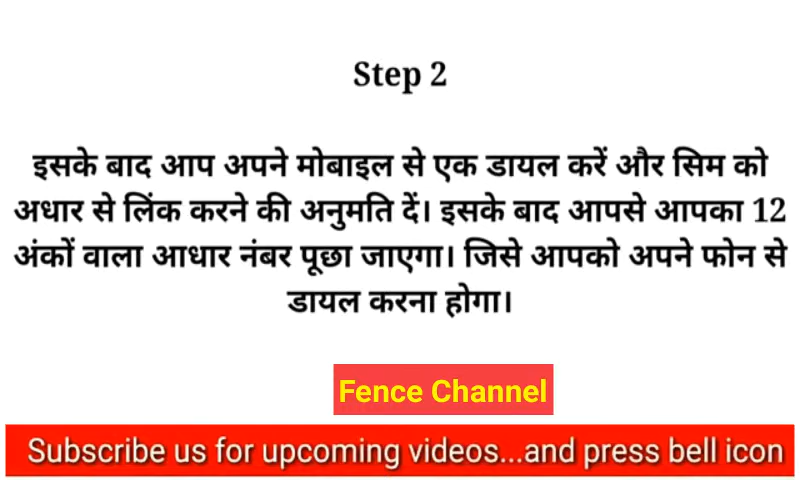 Step 2
इसके बाद आप अपने मोबाइल से एक डायल करें और सिम को
अधार से लिंक करने की अनुमति दें। इसके बाद आपसे आपका 12
अंकों वाला आधार नंबर पूछा जाएगा। जिसे आपको अपने फोन से
डायल करना होगा।
Fence Channel
Subscribe us for upcoming videos...and press bell icon